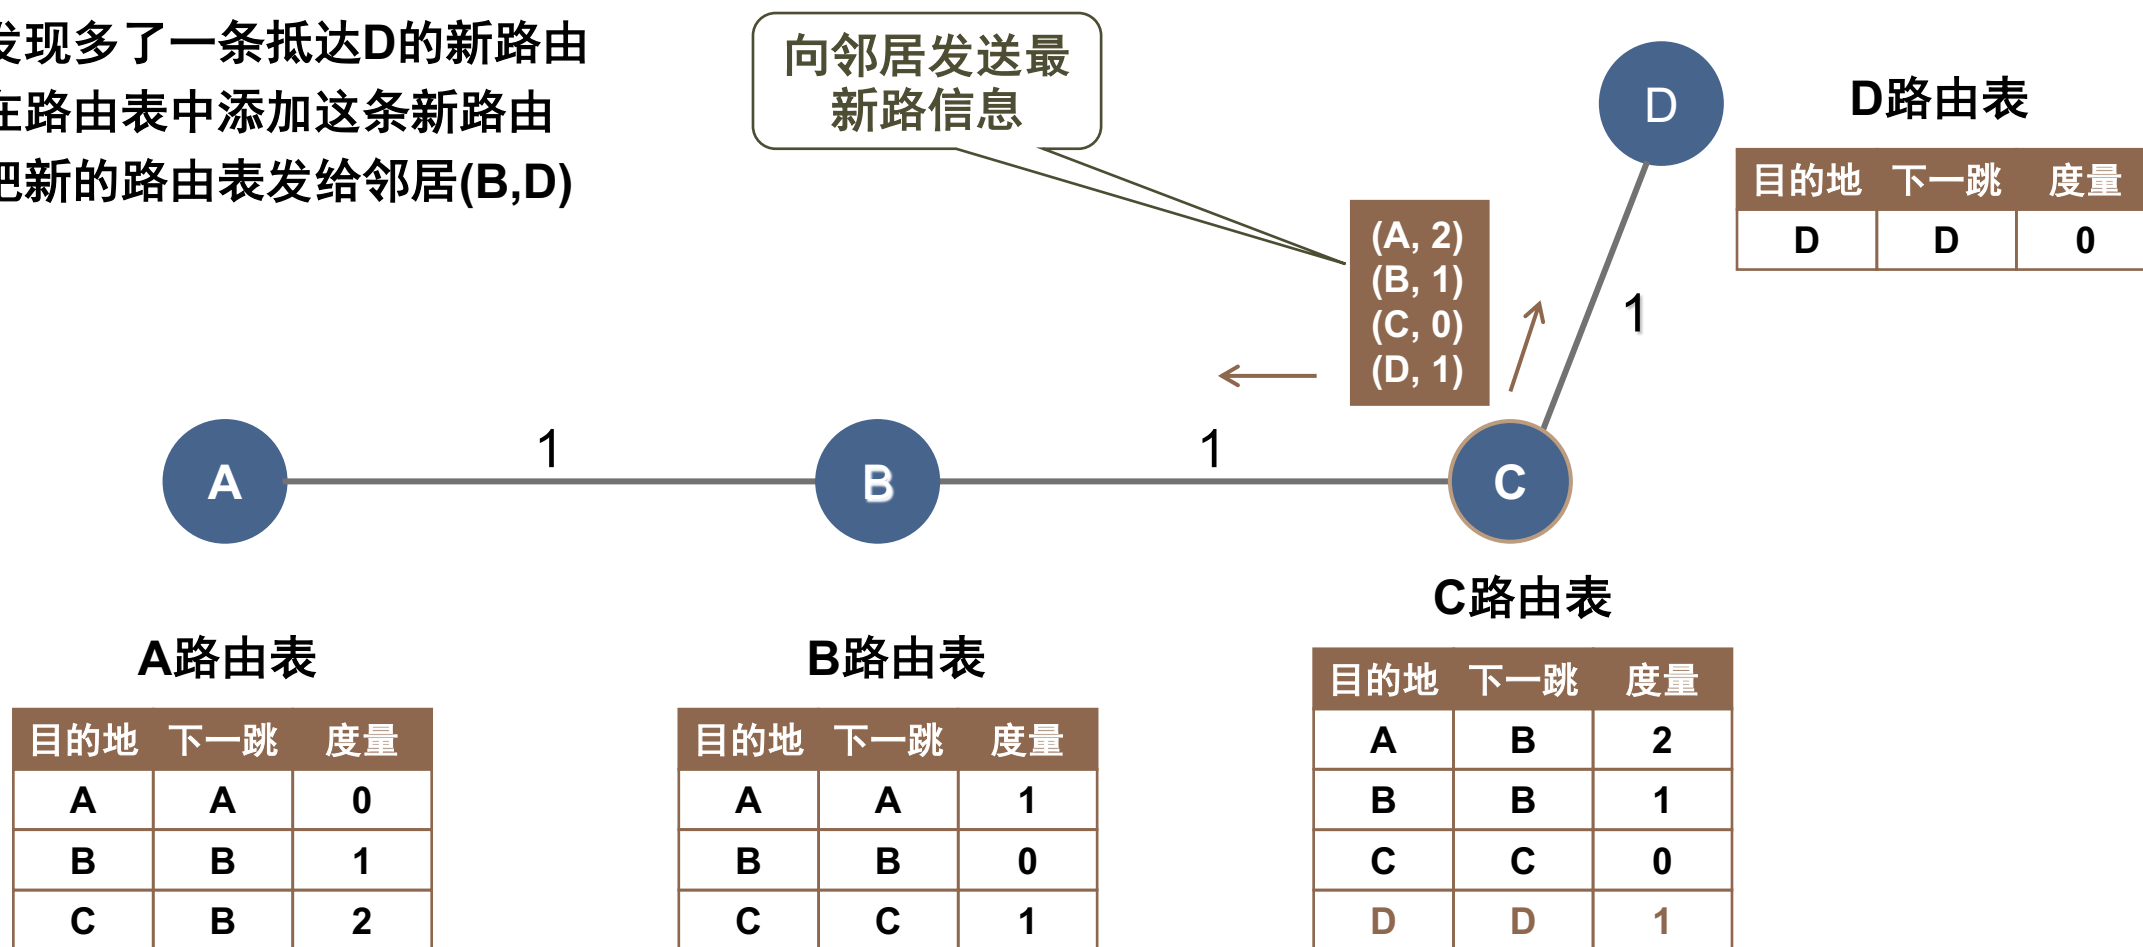 现多了一条抵达D的新路由
路由表中添加这条新路由
新的路由表发给邻居(B,D)
向邻居发送最
新路信息
D
D路由表
目的地 下一跳 度量
D D 0
(A, 2)
(B, 1)
(C, 0)
(D, 1)
1
1
1
A
B
C
C路由表
目的地 下一跳 度量
A B 2
B B 1
C C 0
D D 1
A路由表
目的地 下一跳 度量
A A 0
B B 1
C B 2
B路由表
目的地 下一跳 度量
A A 1
B B 0
C C 1